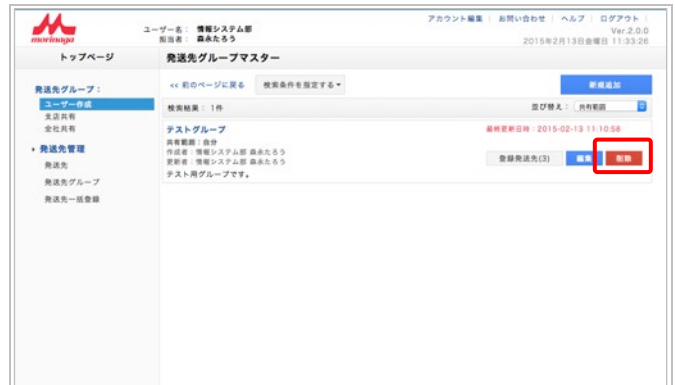 morinaga
ユーザー名： 情報システム部
担当者： 森永たろう
アカウント編集 | お問い合わせ | ヘルプ | ログアウト |
Ver.2.0.0
2015年2月13日金曜日 11:33:26
トップページ
発送先グループマスター
発送先グループ：
ユーザー作成
支店共有
全社共有
発送先管理
発送先
発送先グループ
発送先一括登録
<< 前のページに戻る
検索条件を指定する
新規追加
検索結果： 1件
並び替え： 共有範囲
テストグループ
最終更新日時：2015-02-13 11:10:58
共有範囲：自分
作成者：情報システム部 森永たろう
更新者：情報システム部 森永たろう
テスト用グループです。
登録発送先(3)
編集
削除